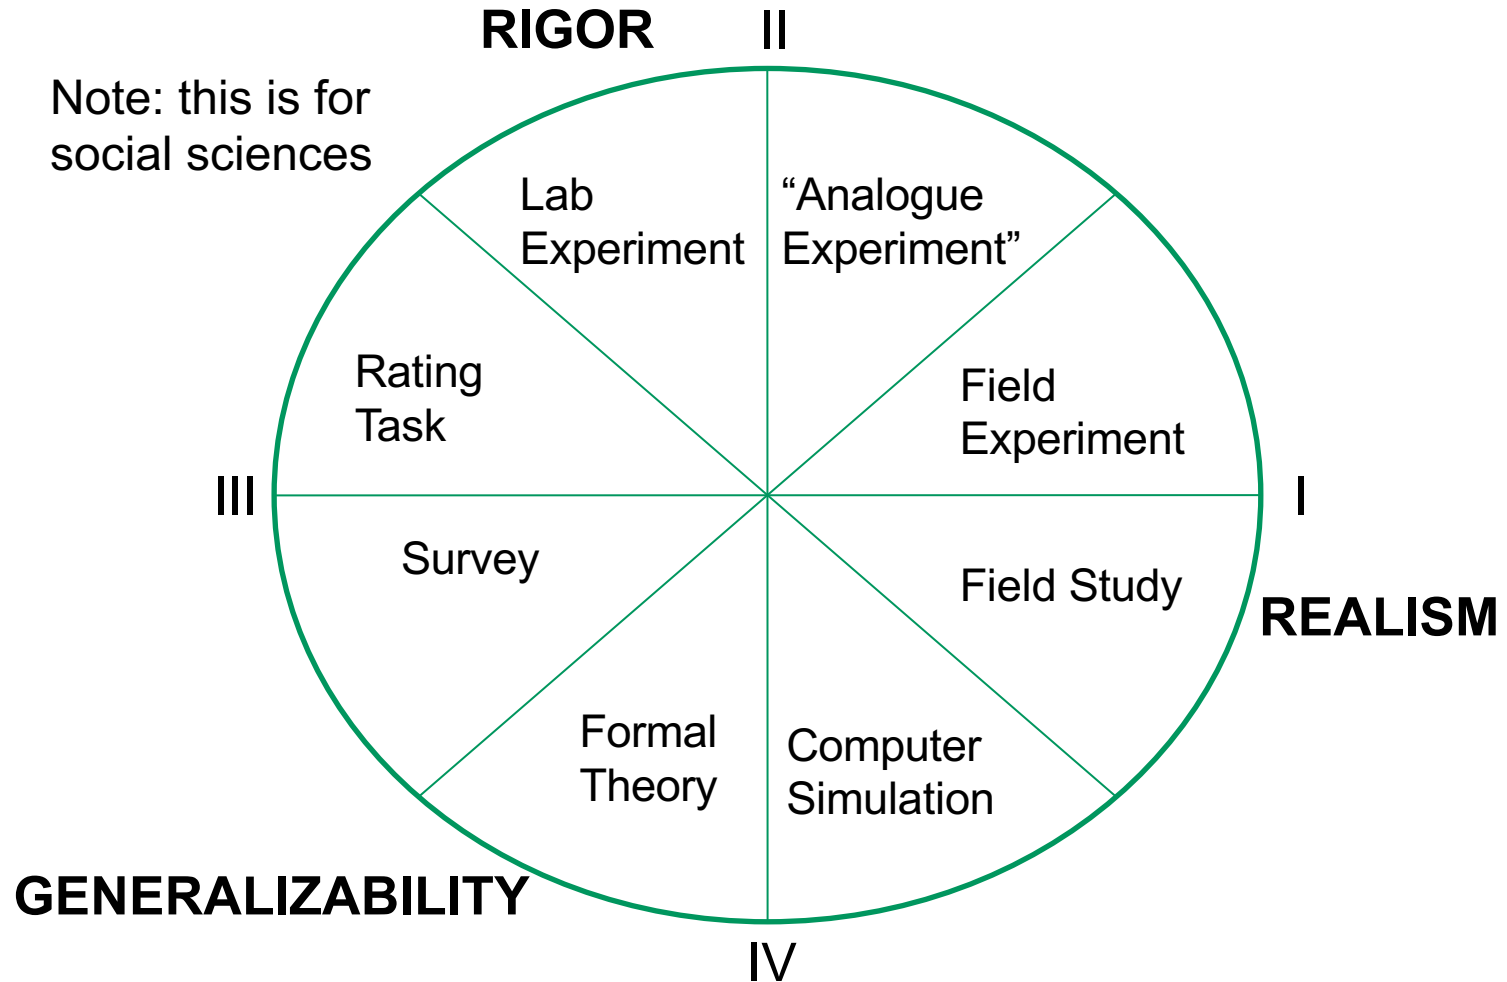 RIGOR
II
Note: this is for
social sciences
Lab
Experiment
“Analogue
Experiment”
Rating
Task
Field
Experiment
III
I
Survey
Field Study
REALISM
Formal
Theory
Computer
Simulation
GENERALIZABILITY
IV